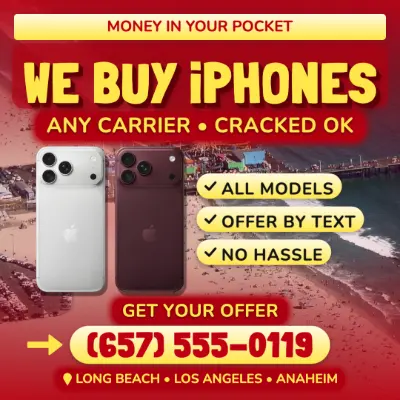 MONEY IN YOUR POCKET
WE BUY iPHONES
ANY CARRIER • CRACKED OK
✓ ALL MODELS
✓ OFFER BY TEXT
✓ NO HASSLE
GET YOUR OFFER
→ (657) 555-0119
LONG BEACH • LOS ANGELES • ANAHEIM